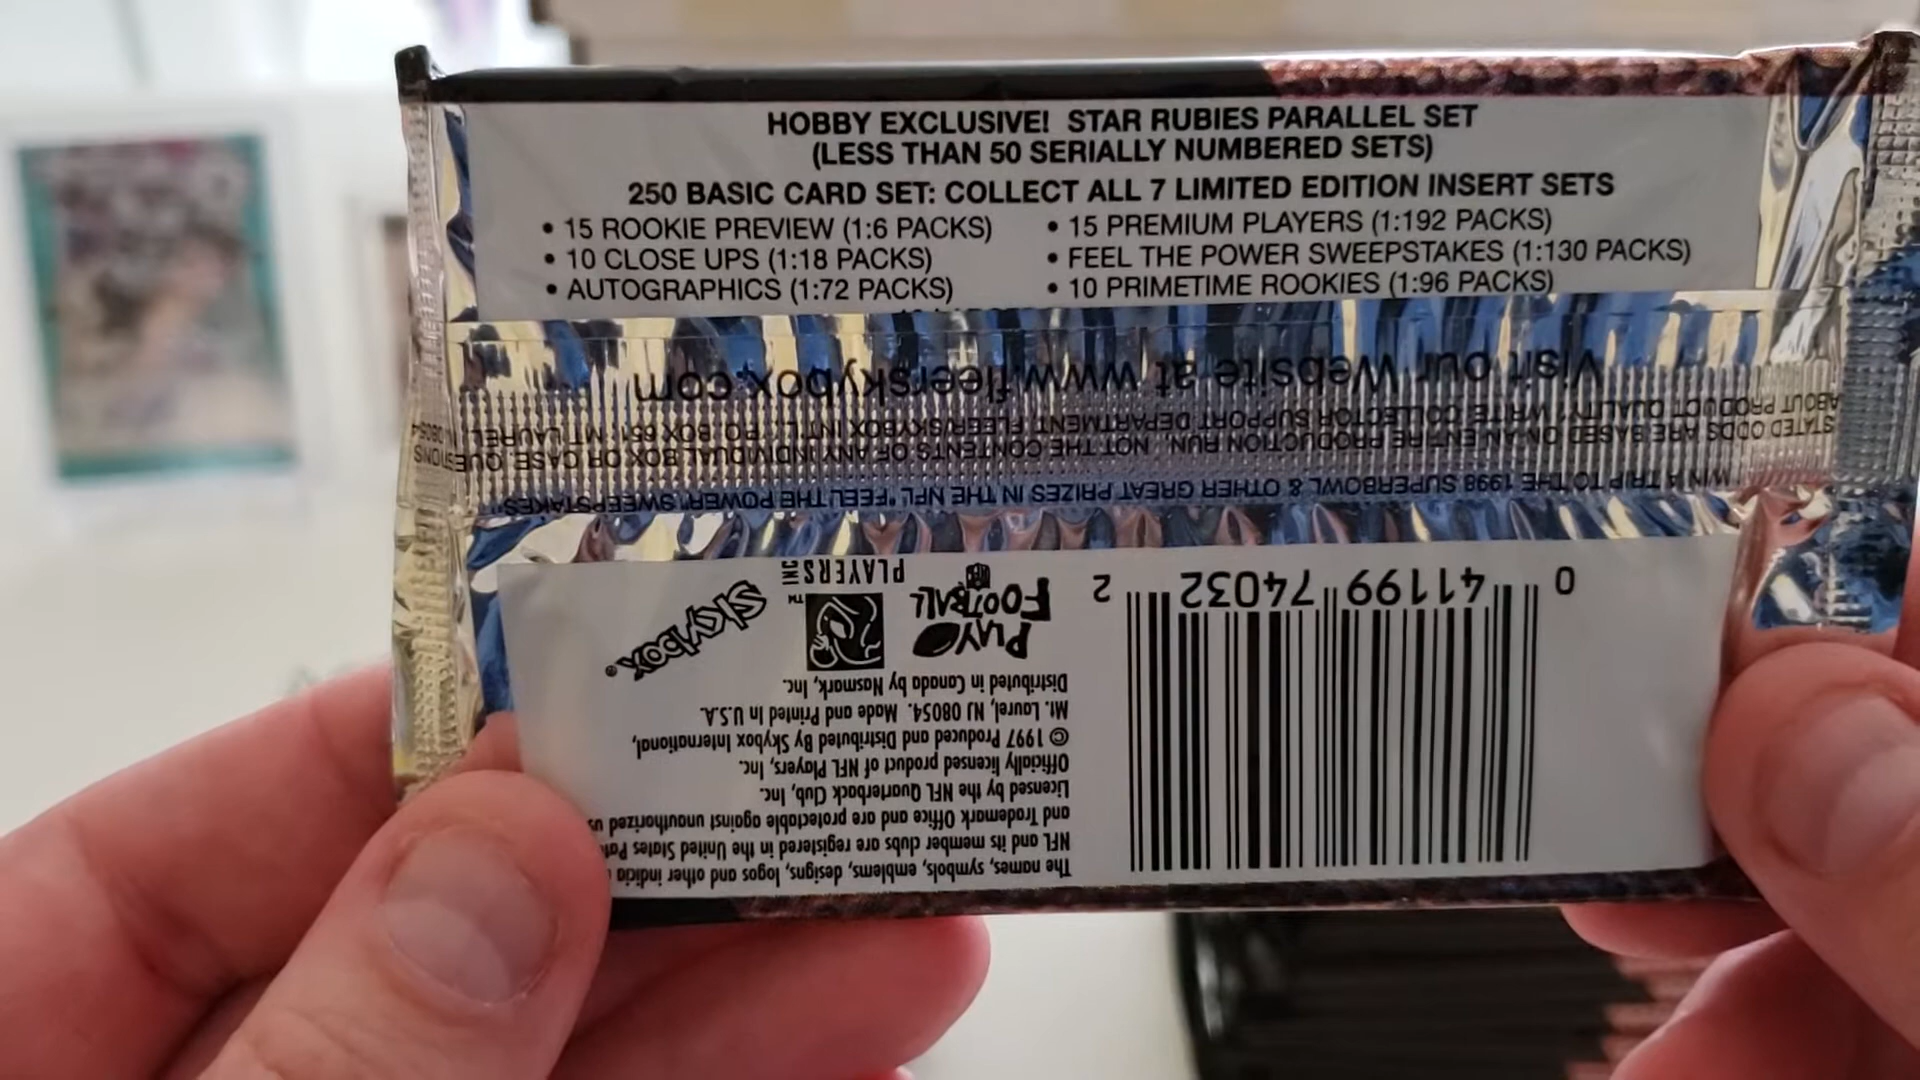 HOBBY EXCLUSIVE! STAR RUBIES PARALLEL SET
(LESS THAN 50 SERIALLY NUMBERED SETS)
250 BASIC CARD SET: COLLECT ALL 7 LIMITED EDITION INSERT SETS
• 15 ROOKIE PREVIEW (1:6 PACKS)
• 10 CLOSE UPS (1:18 PACKS)
• AUTOGRAPHICS (1:72 PACKS)
• 15 PREMIUM PLAYERS (1:192 PACKS)
• FEEL THE POWER SWEEPSTAKES (1:130 PACKS)
• 10 PRIMETIME ROOKIES (1:96 PACKS)
WIN A TRIP TO THE 1998 SUPERBOWL & OTHER GREAT PRIZES IN THE NFL "FEEL THE POWER" SWEEPSTAKES"
STATED ODDS ARE BASED ON AN ENTIRE PRODUCTION RUN, NOT THE CONTENTS OF ANY INDIVIDUAL BOX OR CASE. QUESTIONS
ABOUT PRODUCT QUALITY? WRITE COLLECTOR SUPPORT DEPARTMENT FLEER/SKYBOX INT'L., P.O. BOX 651, MT. LAUREL, NJ 08054
Visit our Website at www.fleerskybox.com
The names, symbols, emblems, designs, logos and other indicia
NFL and its member clubs are registered in the United States Pat
and Trademark Office and are protectable against unauthorized us
Licensed by the NFL Quarterback Club, Inc.
Officially licensed product of NFL Players, Inc.
© 1997 Produced and Distributed By Skybox International,
Mt. Laurel, NJ 08054. Made and Printed in U.S.A.
Distributed in Canada by Nasmark, Inc.
PLAY
FOOTBALL
NFL
PLAYERS INC
™
SkyBox®
0 41199 74032 2